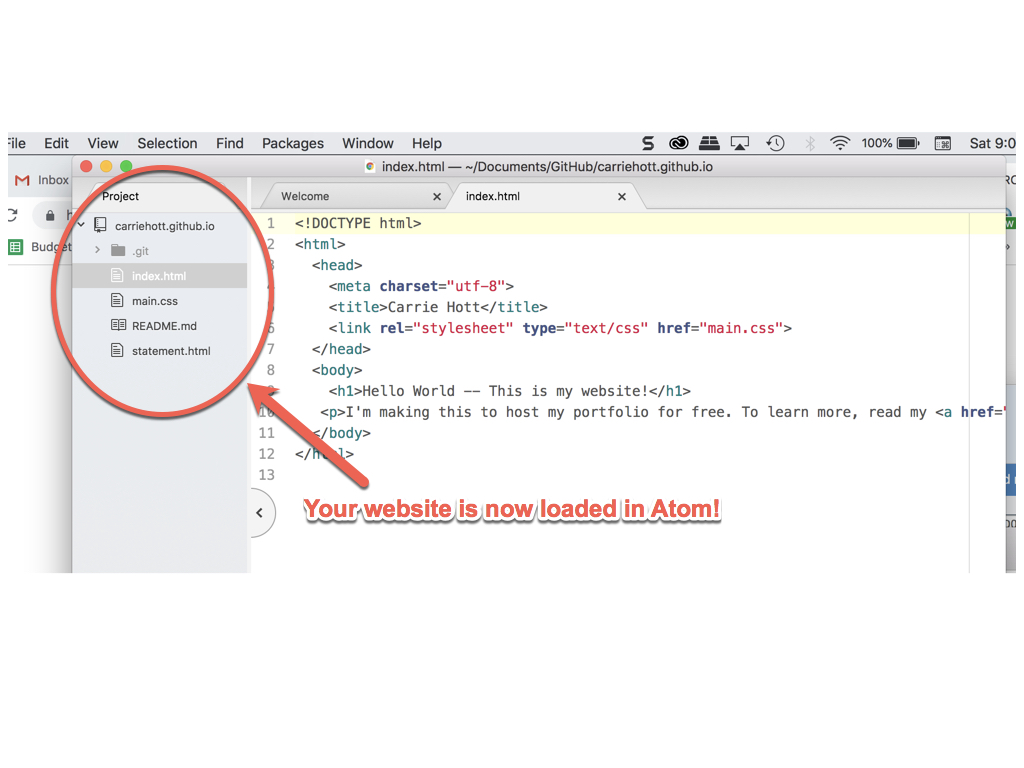 File Edit View Selection Find Packages Window Help 100% Sat 9:0
index.html — ~/Documents/GitHub/carriehott.github.io
Inbox
Project
Welcome
index.html
carriehott.github.io
.git
index.html
main.css
README.md
statement.html
Budget
1 <!DOCTYPE html>
2 <html>
3 <head>
4 <meta charset="utf-8">
5 <title>Carrie Hott</title>
6 <link rel="stylesheet" type="text/css" href="main.css">
7 </head>
8 <body>
9 <h1>Hello World -- This is my website!</h1>
10 <p>I'm making this to host my portfolio for free. To learn more, read my <a href="
11 </body>
12 </html>
13
Your website is now loaded in Atom!